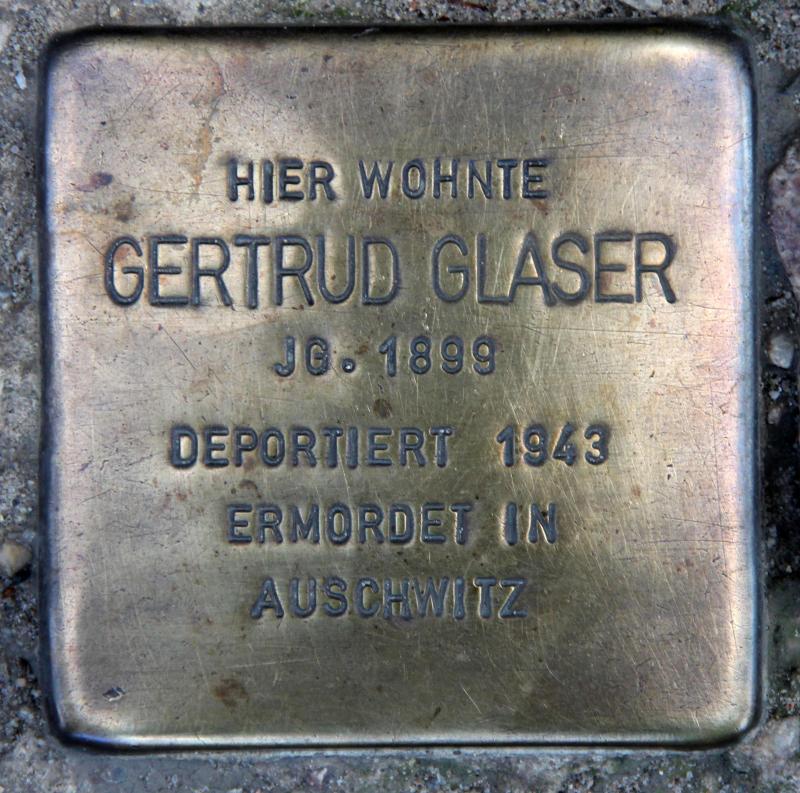 HIER WOHNTE
GERTRUD GLASER
JG. 1899
DEPORTIERT 1943
ERMORDET IN
AUSCHWITZ